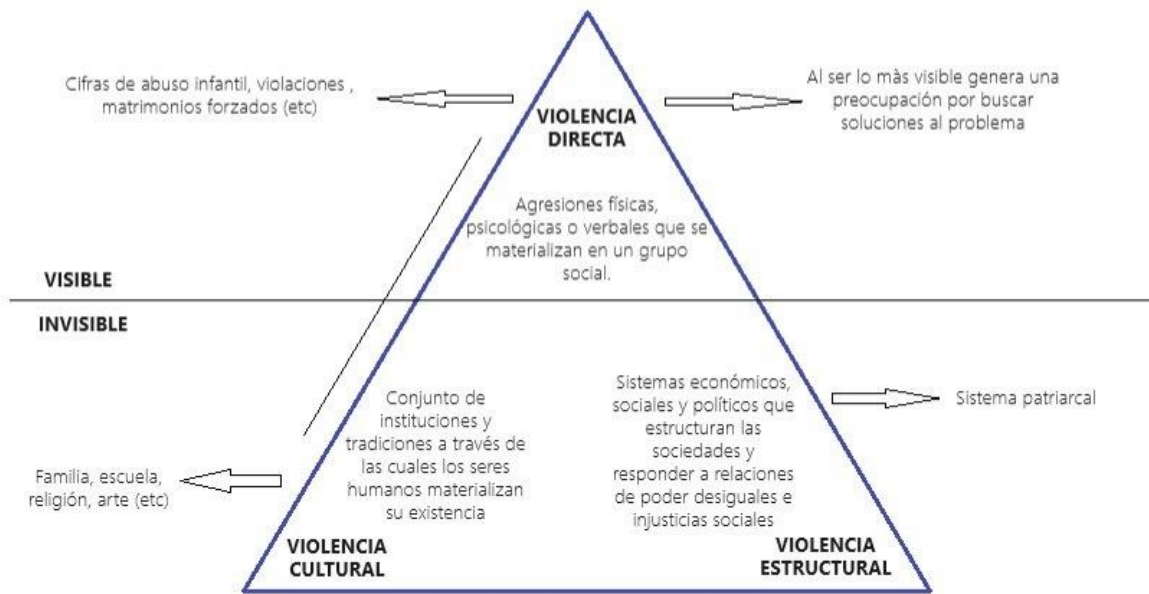 Cifras de abuso infantil, violaciones ,
matrimonios forzados (etc)
Al ser lo màs visible genera una
preocupación por buscar
soluciones al problema
VIOLENCIA
DIRECTA
Agresiones físicas,
psicológicas o verbales que se
materializan en un grupo
social.
VISIBLE
INVISIBLE
Conjunto de
instituciones y
tradiciones a través de
las cuales los seres
humanos materializan
su existencia
Sistemas económicos,
sociales y políticos que
estructuran las
sociedades y
responder a relaciones
de poder desiguales e
injusticias sociales
Sistema patriarcal
Familia, escuela,
religión, arte (etc)
VIOLENCIA
CULTURAL
VIOLENCIA
ESTRUCTURAL